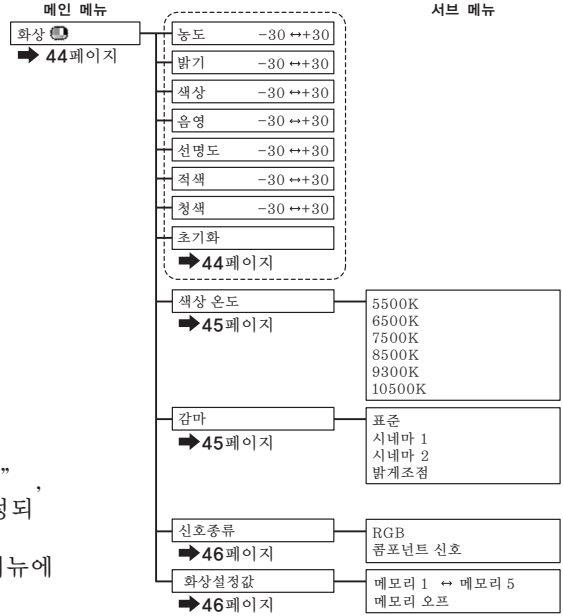 메인 메뉴
서브 메뉴
화상
➡ 44페이지
농도 −30 ↔+30
밝기 −30 ↔+30
색상 −30 ↔+30
음영 −30 ↔+30
선명도 −30 ↔+30
적색 −30 ↔+30
청색 −30 ↔+30
초기화
➡44페이지
색상 온도
➡45페이지
5500K
6500K
7500K
8500K
9300K
10500K
감마
➡45페이지
표준
시네마 1
시네마 2
밝게조점
”
,
정되
신호종류
➡46페이지
RGB
콤포넌트 신호
메뉴에
화상설정값
➡46페이지
메모리 1 ↔ 메모리 5
메모리 오프